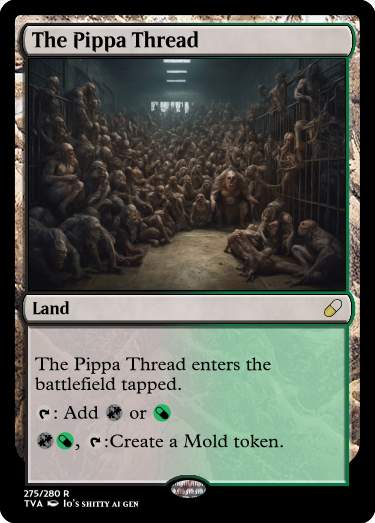 The Pippa Thread
Land
The Pippa Thread enters the
battlefield tapped.
: Add or
, :Create a Mold token.
275/280 R
TVA Io's SHITTY AI GEN